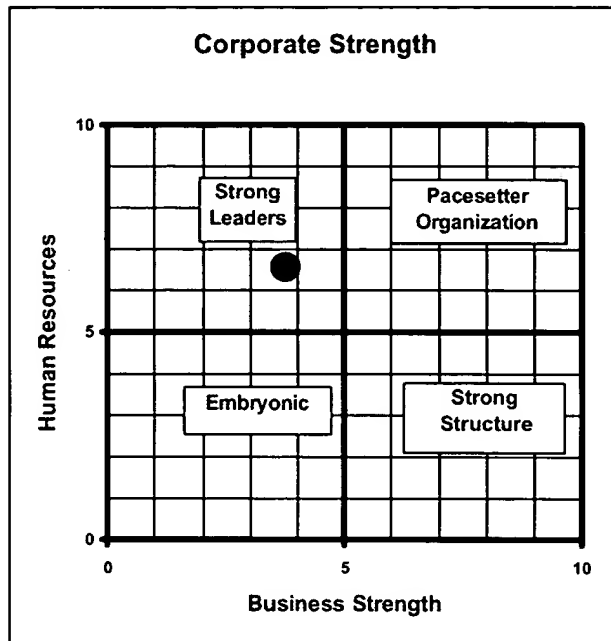 Corporate Strength
10
Strong
Leaders
Pacesetter
Organization
Human Resources
5
Embryonic
Strong
Structure
0
0
5
10
Business Strength